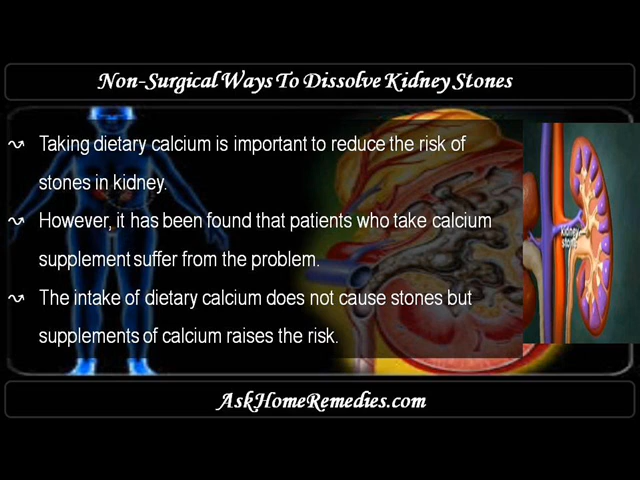 Non-Surgical Ways To Dissolve Kidney Stones
Taking dietary calcium is important to reduce the risk of
stones in kidney.
However, it has been found that patients who take calcium
supplement suffer from the problem.
The intake of dietary calcium does not cause stones but
supplements of calcium raises the risk.
kidney
stones
AskHomeRemedies.com